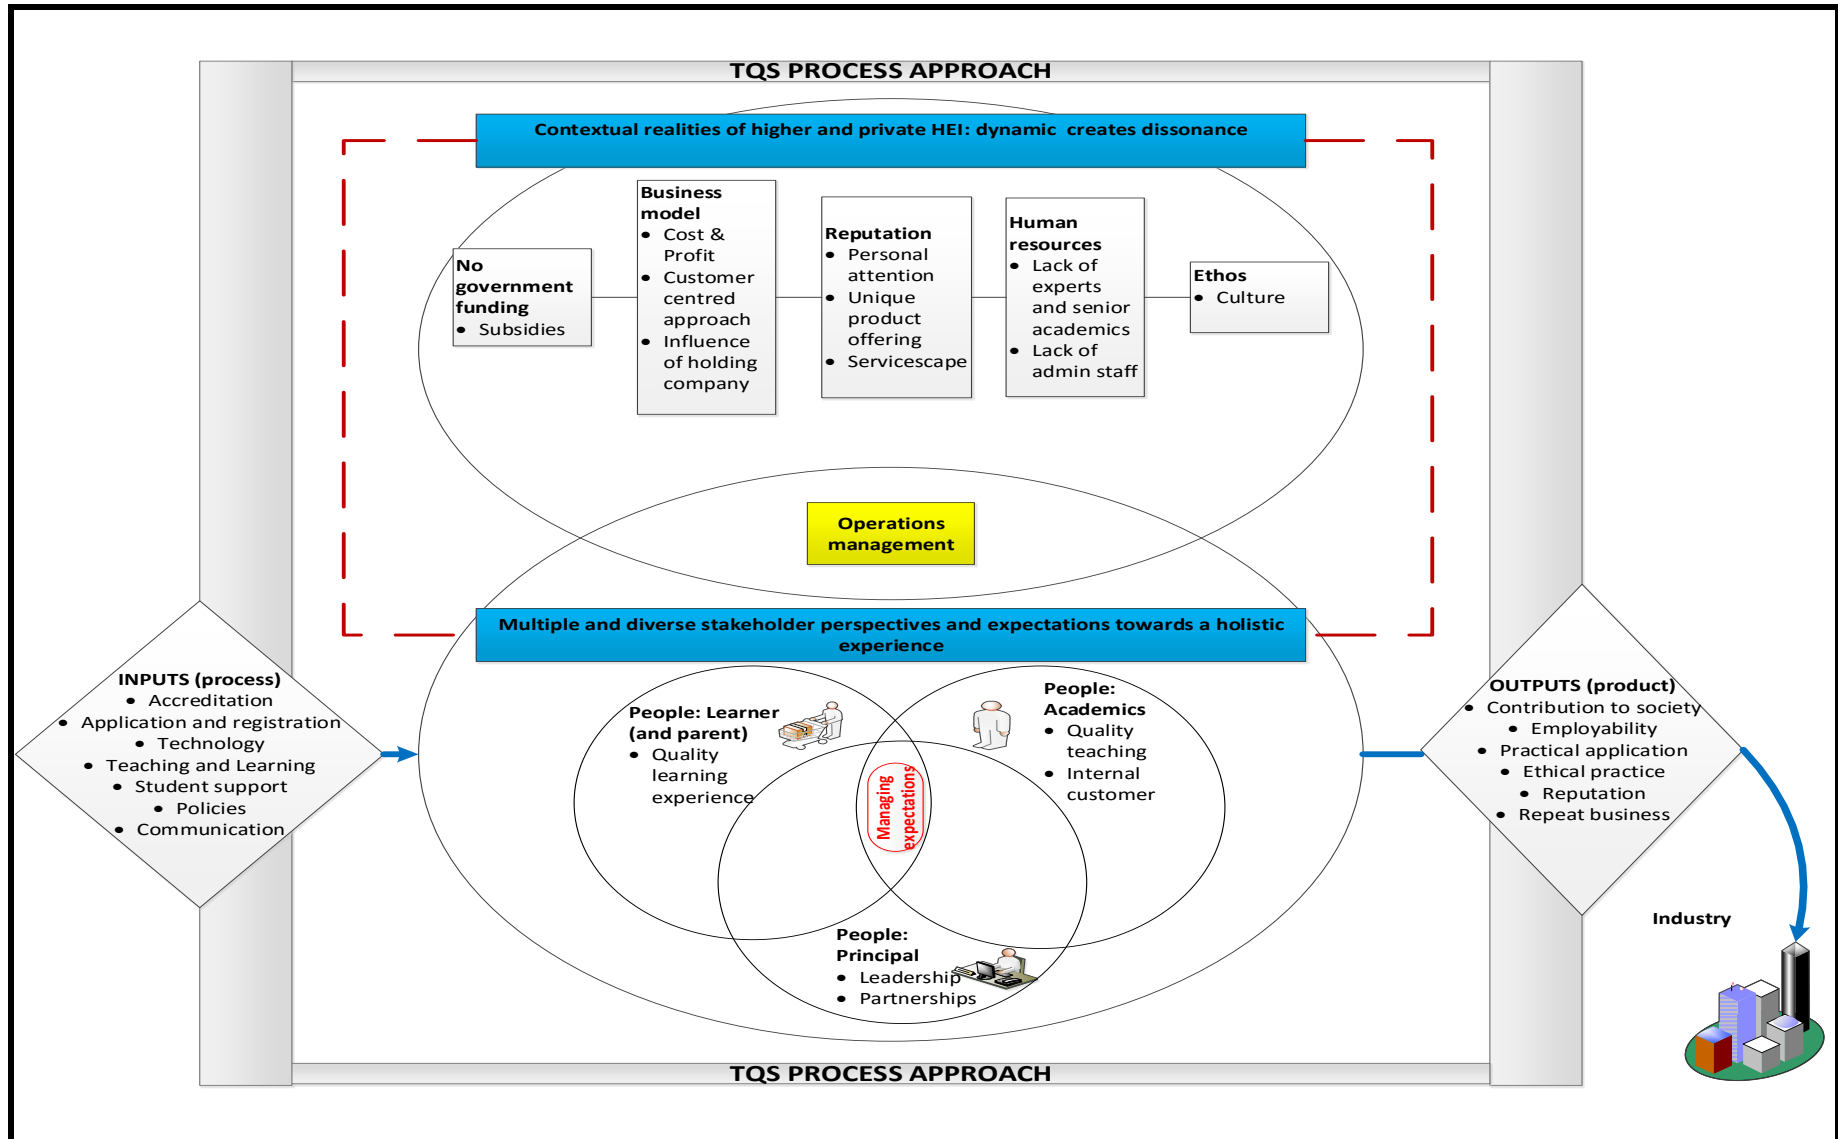 TQS PROCESS APPROACH
Contextual realities of higher and private HEI: dynamic creates dissonance
No
government
funding
• Subsidies
Business
model
• Cost &
Profit
• Customer
centred
approach
• Influence
of holding
company
Reputation
• Personal
attention
• Unique
product
offering
• Servicescape
Human
resources
• Lack of
experts
and senior
academics
• Lack of
admin staff
Ethos
• Culture
Operations
management
Multiple and diverse stakeholder perspectives and expectations towards a holistic
experience
INPUTS (process)
• Accreditation
• Application and registration
• Technology
• Teaching and Learning
• Student support
• Policies
• Communication
People: Learner
(and parent)
• Quality
learning
experience
People:
Academics
• Quality
teaching
• Internal
customer
Managing
expectations
People:
Principal
• Leadership
• Partnerships
OUTPUTS (product)
• Contribution to society
• Employability
• Practical application
• Ethical practice
• Reputation
• Repeat business
Industry
TQS PROCESS APPROACH